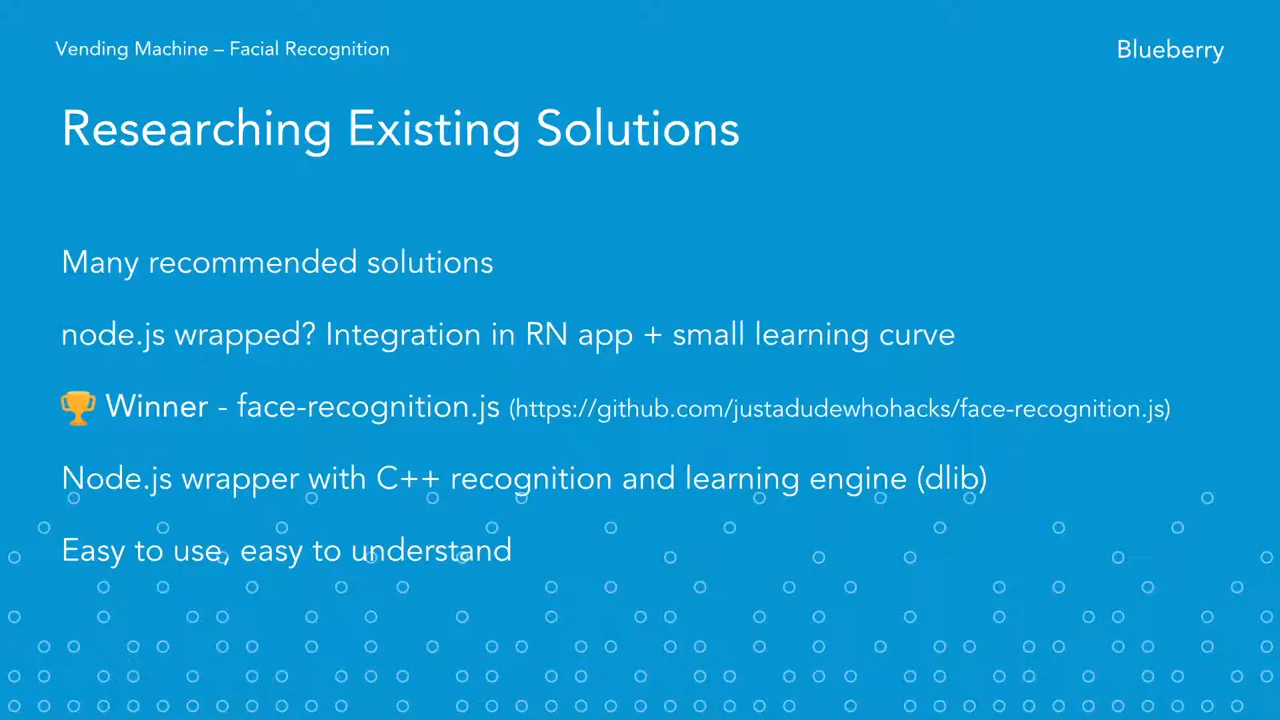 Vending Machine – Facial Recognition
Blueberry
Researching Existing Solutions
Many recommended solutions
node.js wrapped? Integration in RN app + small learning curve
🏆 Winner - face-recognition.js (https://github.com/justadudewhohacks/face-recognition.js)
Node.js wrapper with C++ recognition and learning engine (dlib)
Easy to use, easy to understand